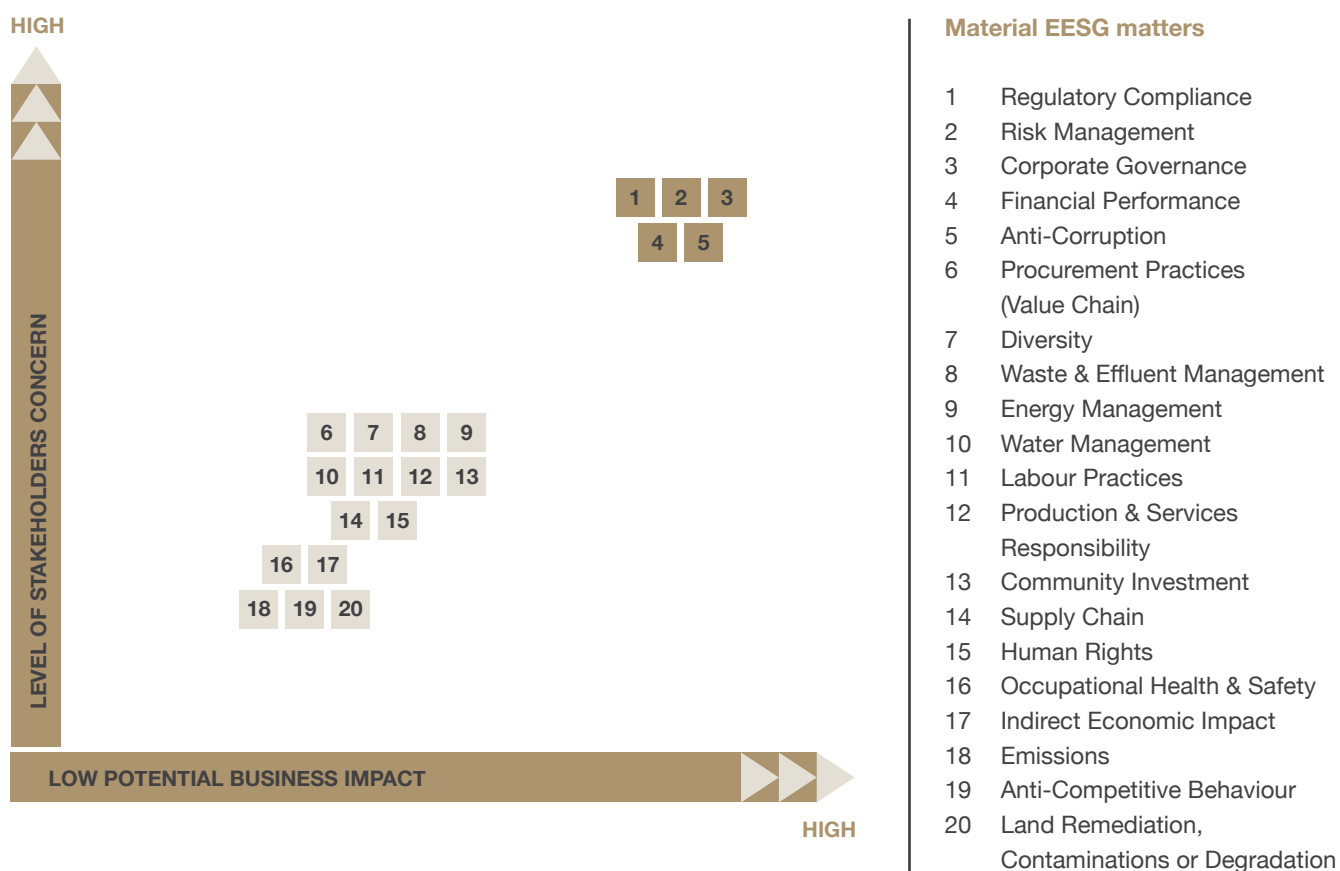 HIGH
1 2 3
4 5
6 7 8 9
10 11 12 13
14 15
16 17
18 19 20
LEVEL OF STAKEHOLDERS CONCERN
LOW POTENTIAL BUSINESS IMPACT
HIGH
Material EESG matters
1 Regulatory Compliance
2 Risk Management
3 Corporate Governance
4 Financial Performance
5 Anti-Corruption
6 Procurement Practices
(Value Chain)
7 Diversity
8 Waste & Effluent Management
9 Energy Management
10 Water Management
11 Labour Practices
12 Production & Services
Responsibility
13 Community Investment
14 Supply Chain
15 Human Rights
16 Occupational Health & Safety
17 Indirect Economic Impact
18 Emissions
19 Anti-Competitive Behaviour
20 Land Remediation,
Contaminations or Degradation